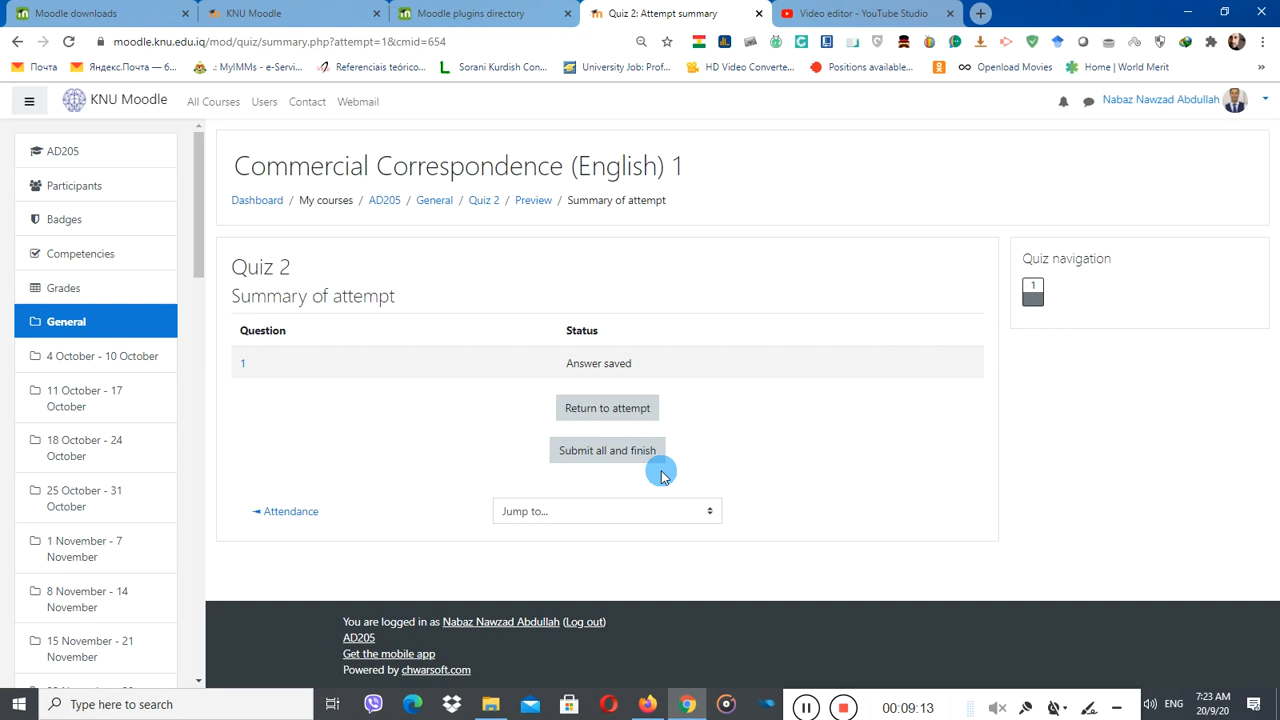 Moodle downloads
KNU Moodle
Moodle plugins directory
Quiz 2: Attempt summary
Video editor - YouTube Studio
moodle.knu.edu.iq/mod/quiz/summary.php?attempt=1&cmid=654
Почта
Яндекс.Почта — б...
.: MyIMMs - e-Servi...
Referenciais teórico...
Sorani Kurdish Con...
University Job: Prof...
HD Video Converte...
Positions available...
Openload Movies
Home | World Merit
»
KNU Moodle
All Courses
Users
Contact
Webmail
Nabaz Nawzad Abdullah
AD205
Participants
Badges
Competencies
Grades
General
4 October - 10 October
11 October - 17
October
18 October - 24
October
25 October - 31
October
1 November - 7
November
8 November - 14
November
15 November - 21
November
Commercial Correspondence (English) 1
Dashboard / My courses / AD205 / General / Quiz 2 / Preview / Summary of attempt
Quiz 2
Summary of attempt
Question Status
1 Answer saved
Return to attempt
Submit all and finish
◄ Attendance
Jump to...
Quiz navigation
1
You are logged in as Nabaz Nawzad Abdullah (Log out)
AD205
Get the mobile app
Powered by chwarsoft.com
Type here to search
00:09:13
ENG
7:23 AM
20/9/20